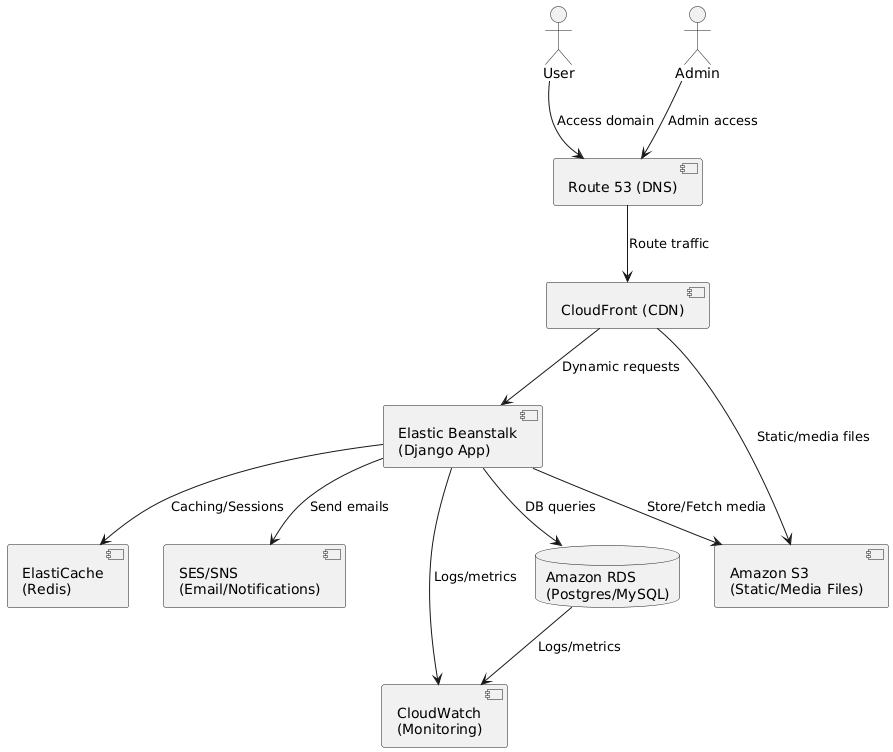 User
Admin
Access domain
Admin access
Route 53 (DNS)
Route traffic
CloudFront (CDN)
Dynamic requests
Static/media files
Elastic Beanstalk
(Django App)
Caching/Sessions
Send emails
DB queries
Store/Fetch media
ElastiCache
(Redis)
SES/SNS
(Email/Notifications)
Logs/metrics
Amazon RDS
(Postgres/MySQL)
Amazon S3
(Static/Media Files)
Logs/metrics
CloudWatch
(Monitoring)